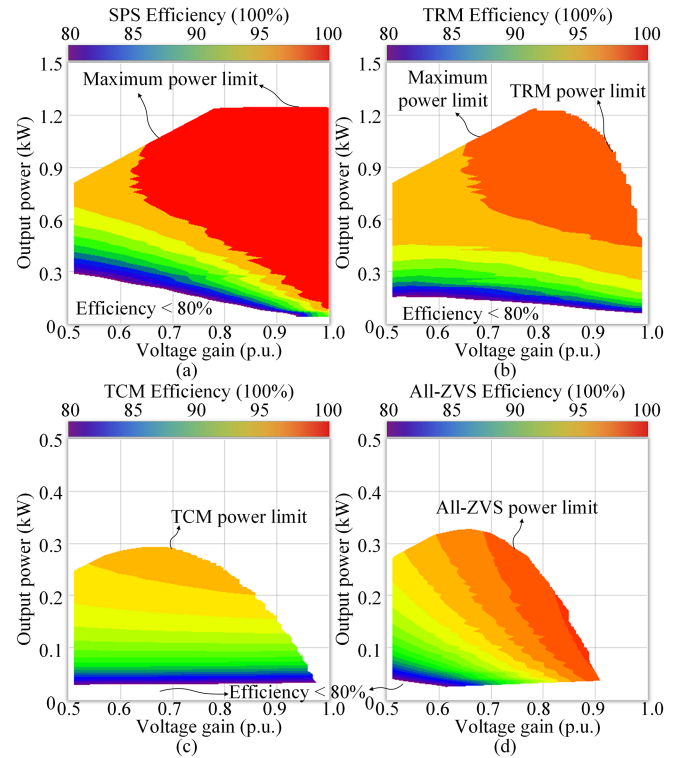 SPS Efficiency (100%)
80 85 90 95 100
Maximum power limit
Efficiency < 80%
Output power (kW)
1.5
1.2
0.9
0.6
0.3
0
0.5 0.6 0.7 0.8 0.9 1.0
Voltage gain (p.u.)
(a)
TRM Efficiency (100%)
80 85 90 95 100
Maximum
power limit
TRM power limit
Efficiency < 80%
Output power (kW)
1.5
1.2
0.9
0.6
0.3
0
0.5 0.6 0.7 0.8 0.9 1.0
Voltage gain (p.u.)
(b)
TCM Efficiency (100%)
80 85 90 95 100
TCM power limit
Output power (kW)
0.5
0.4
0.3
0.2
0.1
0
Efficiency < 80%
0.5 0.6 0.7 0.8 0.9 1.0
Voltage gain (p.u.)
(c)
All-ZVS Efficiency (100%)
80 85 90 95 100
All-ZVS power limit
Output power (kW)
0.5
0.4
0.3
0.2
0.1
0
0.5 0.6 0.7 0.8 0.9 1.0
Voltage gain (p.u.)
(d)